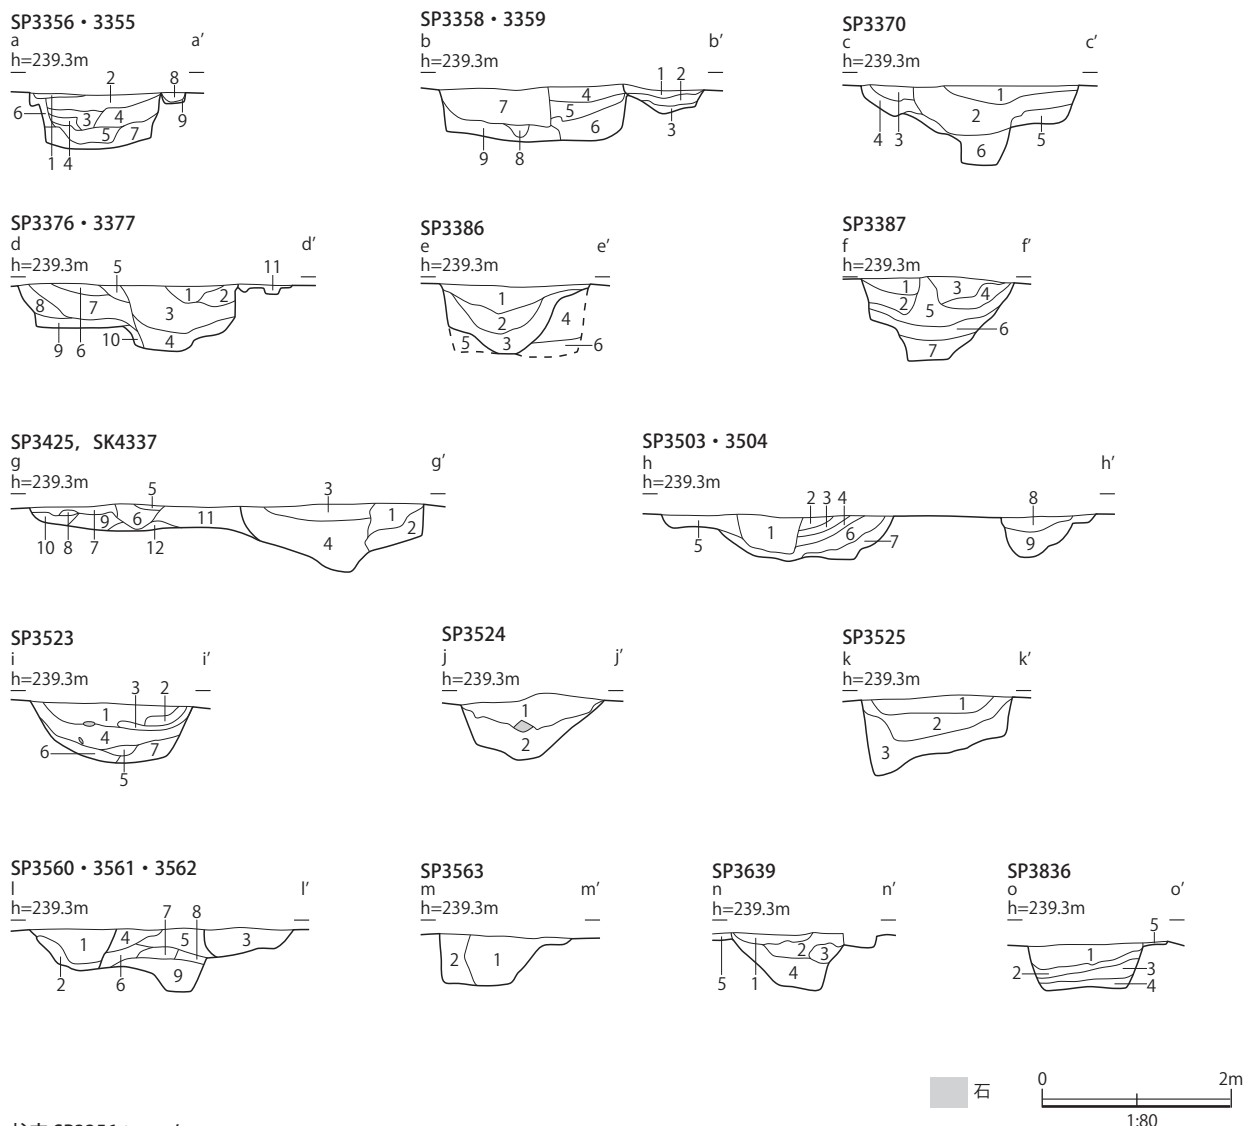 SP3356・3355
a a′
h=239.3m
2 8
6 3 4 9
5 7
1 4
SP3358・3359
b b′
h=239.3m
1 2
4
7 5
6 3
9 8
SP3370
c c′
h=239.3m
1
2
4 3 5
6
SP3376・3377
d d′
h=239.3m
5 11
1 2
8 7 3
10 4
9 6
SP3386
e e′
h=239.3m
1
2 4
5 3 6
SP3387
f f′
h=239.3m
1 3 4
2 5
6
7
SP3425，SK4337
g g′
h=239.3m
5 3
9 6 11 1
2
10 8 7 12 4
SP3503・3504
h h′
h=239.3m
2 3 4 8
1 6
5 7 9
SP3523
i i′
h=239.3m
3 2
1
4
6 7
5
SP3524
j j′
h=239.3m
1
2
SP3525
k k′
h=239.3m
1
2
3
SP3560・3561・3562
l l′
h=239.3m
7 8
1 4 5 3
2 6 9
SP3563
m m′
h=239.3m
2 1
SP3639
n n′
h=239.3m
2 3
4
5 1
SP3836
o o′
h=239.3m
5
1
2 3
4
石
0 2m
1:80